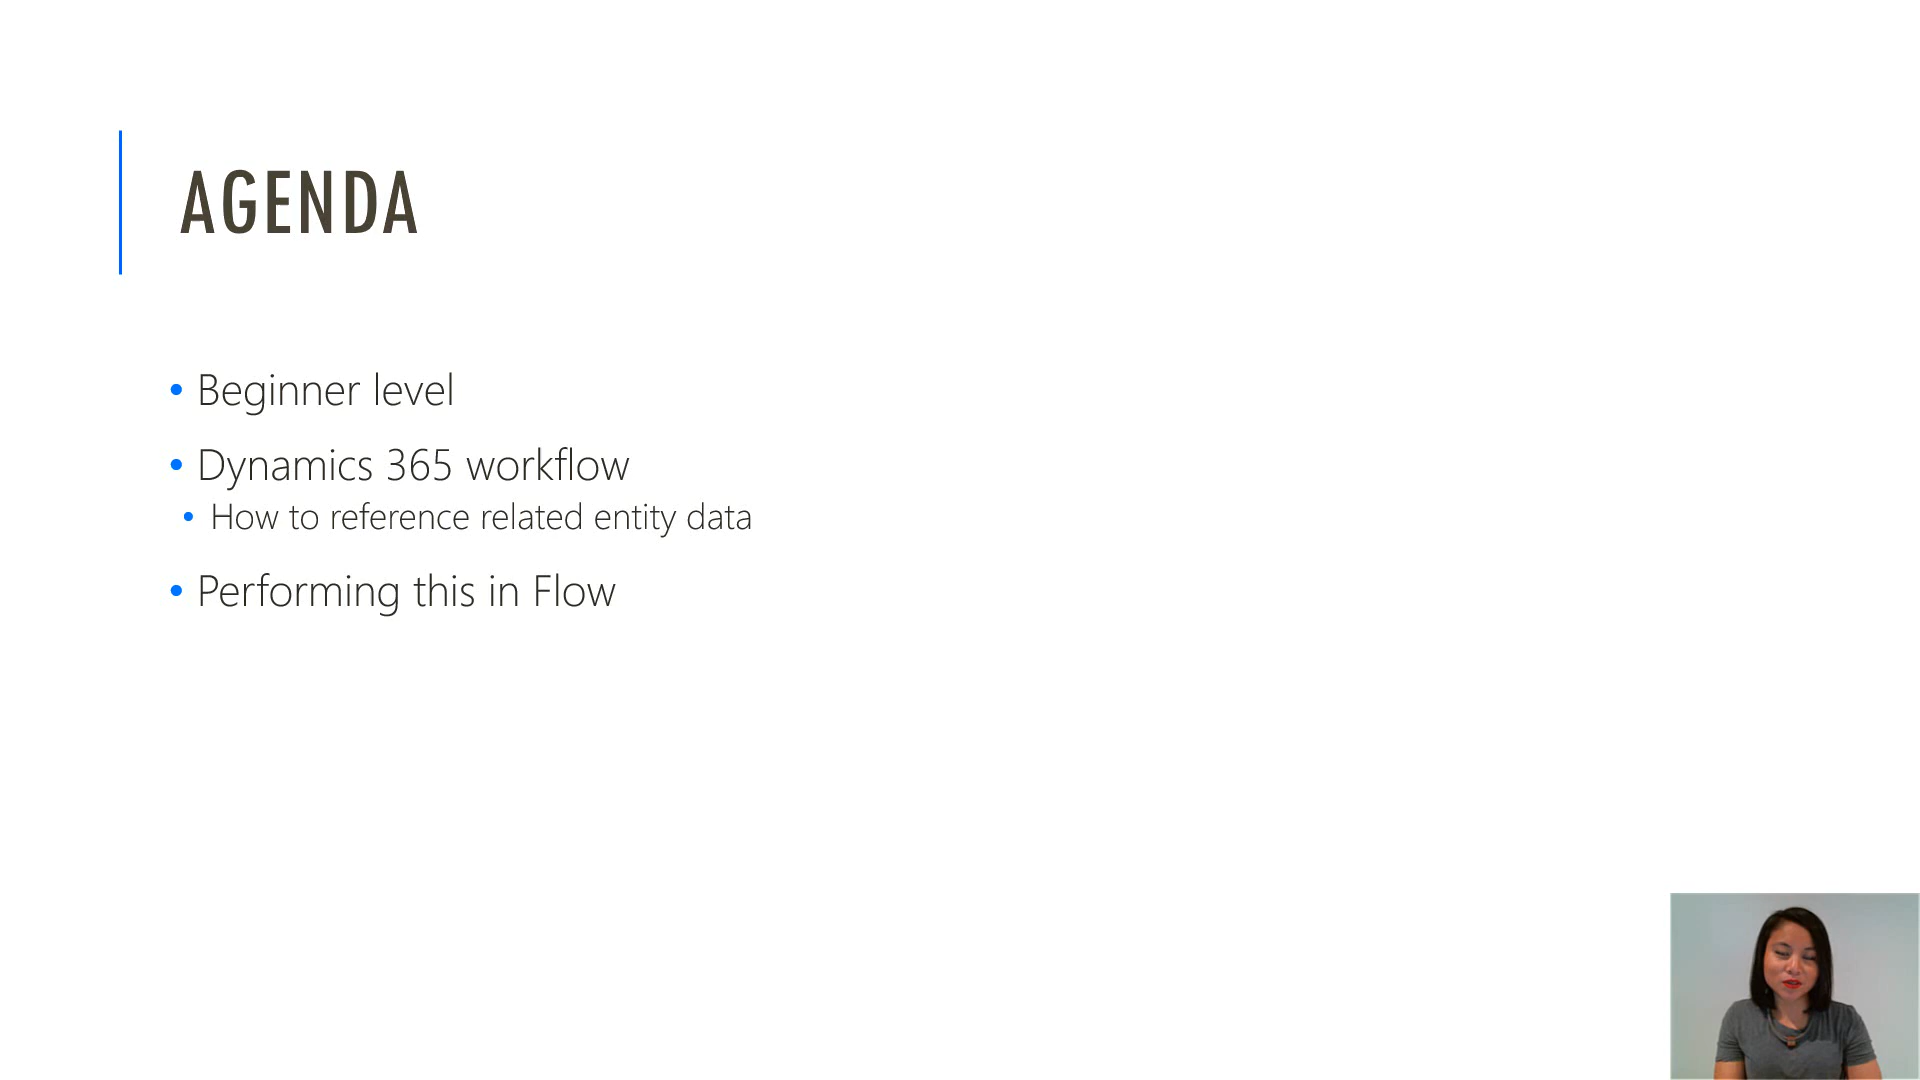 AGENDA
• Beginner level
• Dynamics 365 workflow
• How to reference related entity data
• Performing this in Flow